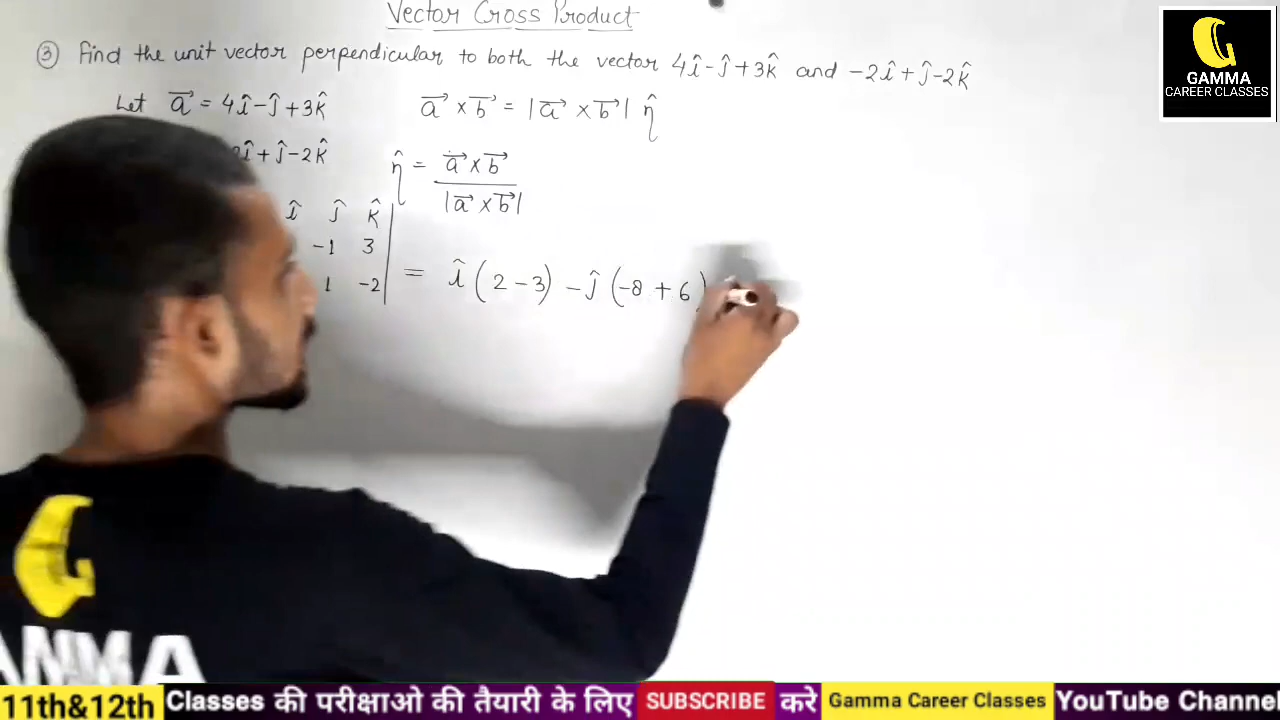 Vector Cross Product
③ Find the unit vector perpendicular to both the vector 4î-ĵ+3k̂ and -2î+ĵ-2k̂
Let a⃗ = 4î-ĵ+3k̂
a⃗ × b⃗ = |a⃗ × b⃗| η̂
2î+ĵ-2k̂
η̂ = a⃗ × b⃗
|a⃗ × b⃗|
î ĵ k̂
-1 3
1 -2
= î (2-3) -ĵ (-8+6)
GAMMA
CAREER CLASSES
AMMA
11th&12th Classes की परीक्षाओ की तैयारी के लिए SUBSCRIBE करे Gamma Career Classes YouTube Channel